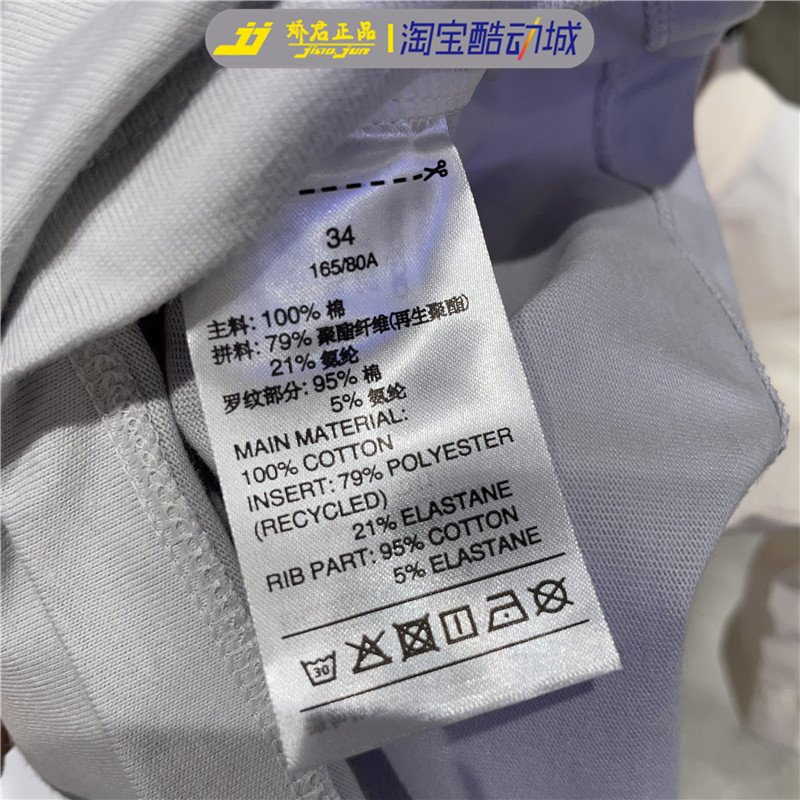 矫君正品
jiaojun
淘宝酷动城
34
165/80A
主料: 100% 棉
拼料: 79% 聚酯纤维(再生聚酯)
21% 氨纶
罗纹部分: 95% 棉
5% 氨纶
MAIN MATERIAL:
100% COTTON
INSERT: 79% POLYESTER
(RECYCLED)
21% ELASTANE
RIB PART: 95% COTTON
5% ELASTANE
30